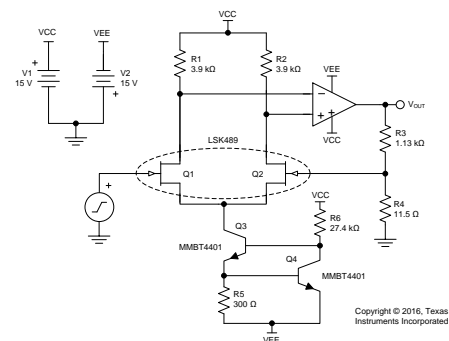 VCC
VCC
VEE
V1
15 V
V2
15 V
R1
3.9 kΩ
R2
3.9 kΩ
VEE
VCC
VOUT
R3
1.13 kΩ
LSK489
Q1
Q2
R4
11.5 Ω
VCC
R6
27.4 kΩ
Q3
MMBT4401
Q4
MMBT4401
R5
300 Ω
VEE
Copyright © 2016, Texas
Instruments Incorporated